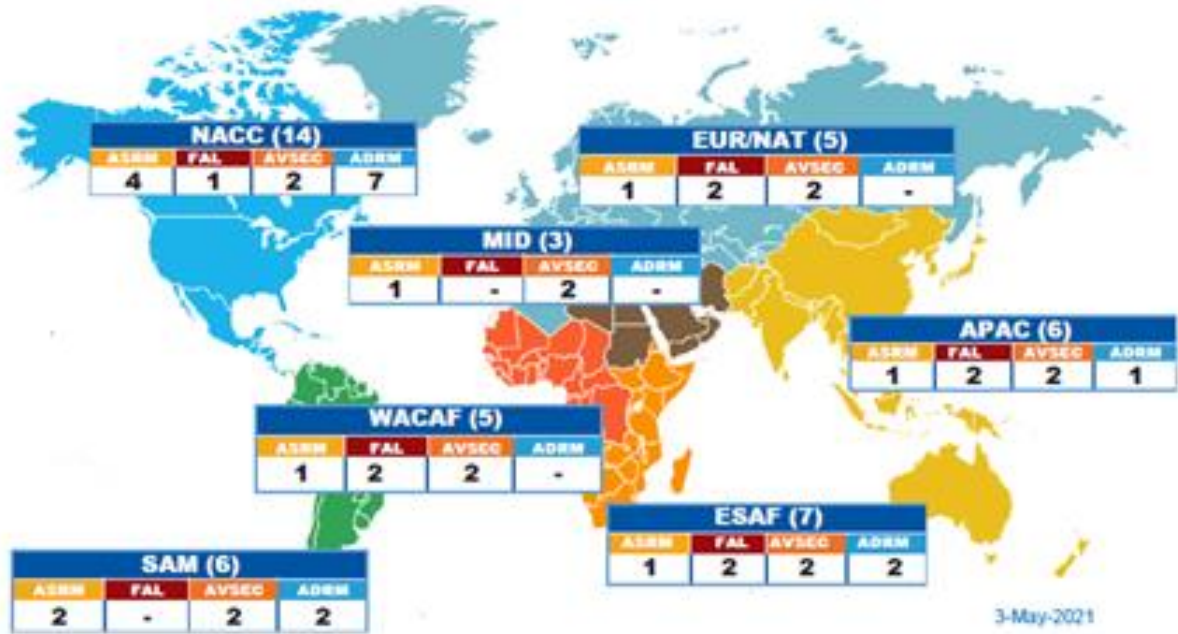 NACC (14)
ASRM FAL AVSEC ADRM
4 1 2 7
EUR/NAT (5)
ASRM FAL AVSEC ADRM
1 2 2 -
MID (3)
ASRM FAL AVSEC ADRM
1 - 2 -
APAC (6)
ASRM FAL AVSEC ADRM
1 2 2 1
WACAF (5)
ASRM FAL AVSEC ADRM
1 2 2 -
ESAF (7)
ASRM FAL AVSEC ADRM
1 2 2 2
SAM (6)
ASRM FAL AVSEC ADRM
2 - 2 2
3-May-2021